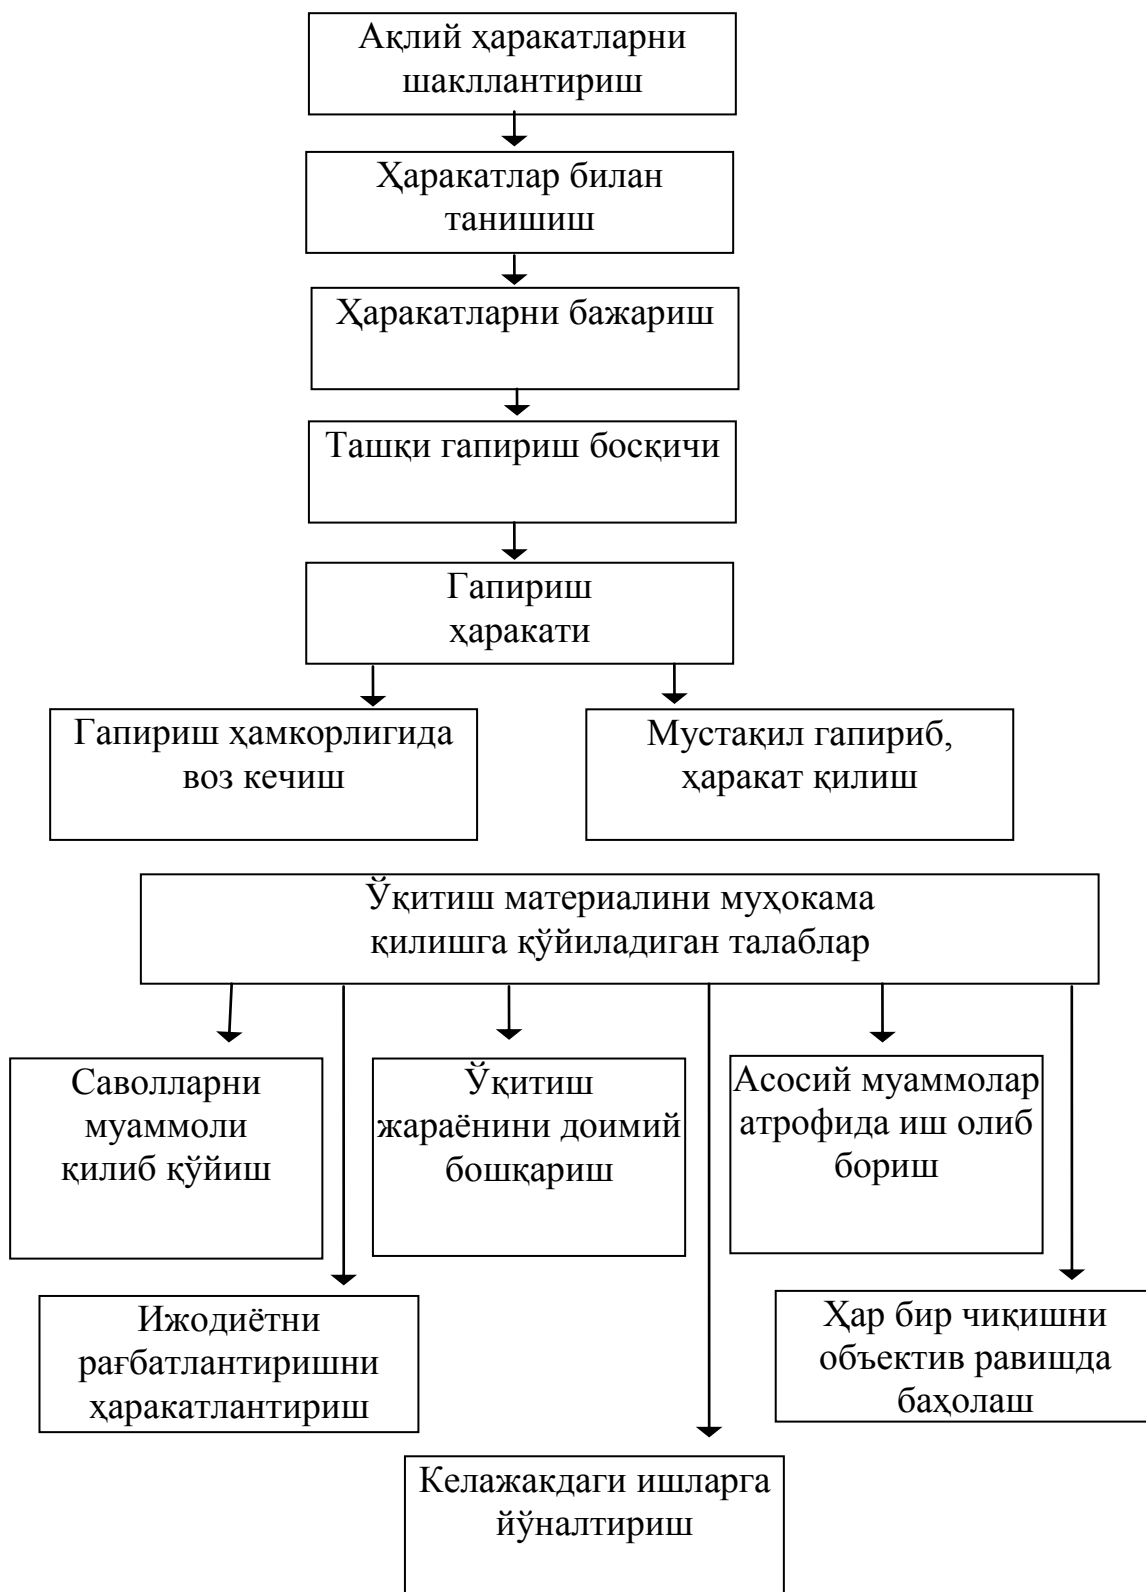 Ақлий ҳаракатларни
шакллантириш
Ҳаракатлар билан
танишиш
Ҳаракатларни бажариш
Ташқи гапириш босқичи
Гапириш
ҳаракати
Гапириш ҳамкорлигида
воз кечиш
Мустақил гапириб,
ҳаракат қилиш
Ўқитиш материалини муҳокама
қилишга қўйиладиган талаблар
Саволларни
муаммоли
қилиб қўйиш
Ўқитиш
жараёнини доимий
бошқариш
Асосий муаммолар
атрофида иш олиб
бориш
Ижодиётни
рағбатлантиришни
ҳаракатлантириш
Ҳар бир чиқишни
объектив равишда
баҳолаш
Келажакдаги ишларга
йўналтириш